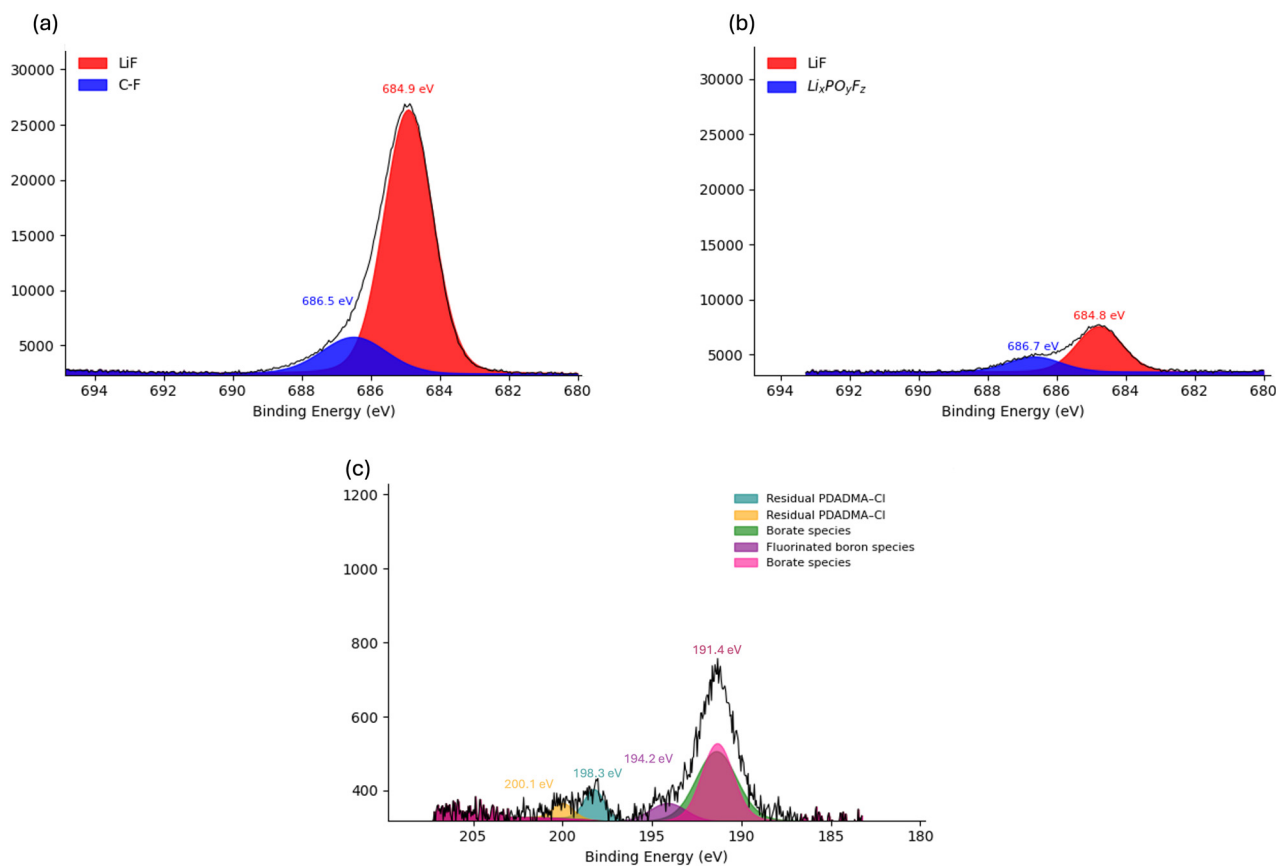 (a)
LiF
C-F
30000
25000
20000
15000
10000
5000
684.9 eV
686.5 eV
694 692 690 688 686 684 682 680
Binding Energy (eV)
(b)
LiF
LiₓPOᵧF_z
30000
25000
20000
15000
10000
5000
684.8 eV
686.7 eV
694 692 690 688 686 684 682 680
Binding Energy (eV)
(c)
Residual PDADMA–Cl
Residual PDADMA–Cl
Borate species
Fluorinated boron species
Borate species
1200
1000
800
600
400
191.4 eV
194.2 eV
198.3 eV
200.1 eV
205 200 195 190 185 180
Binding Energy (eV)